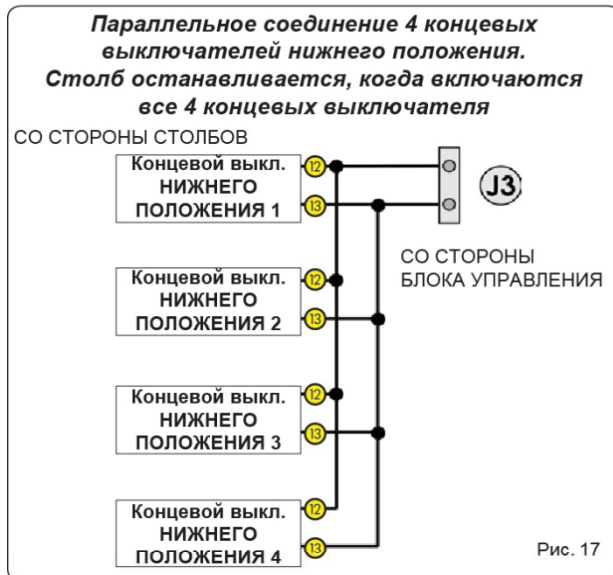 Параллельное соединение 4 концевых
выключателей нижнего положения.
Столб останавливается, когда включаются
все 4 концевых выключателя
СО СТОРОНЫ СТОЛБОВ
Концевой выкл.
НИЖНЕГО
ПОЛОЖЕНИЯ 1
12
13
J3
СО СТОРОНЫ
БЛОКА УПРАВЛЕНИЯ
Концевой выкл.
НИЖНЕГО
ПОЛОЖЕНИЯ 2
12
13
Концевой выкл.
НИЖНЕГО
ПОЛОЖЕНИЯ 3
12
13
Концевой выкл.
НИЖНЕГО
ПОЛОЖЕНИЯ 4
12
13
Рис. 17